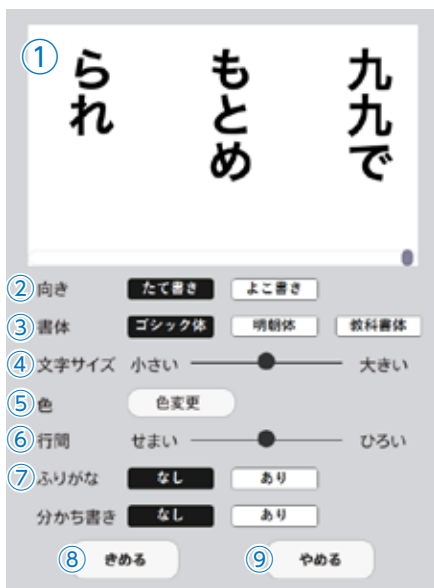 ①
九九で
もとめ
られ
② 向き たて書き よこ書き
③ 書体 ゴシック体 明朝体 教科書体
④ 文字サイズ 小さい 大きい
⑤ 色 色変更
⑥ 行間 せまい ひろい
⑦ ふりがな なし あり
分かち書き なし あり
⑧ きめる ⑨ やめる